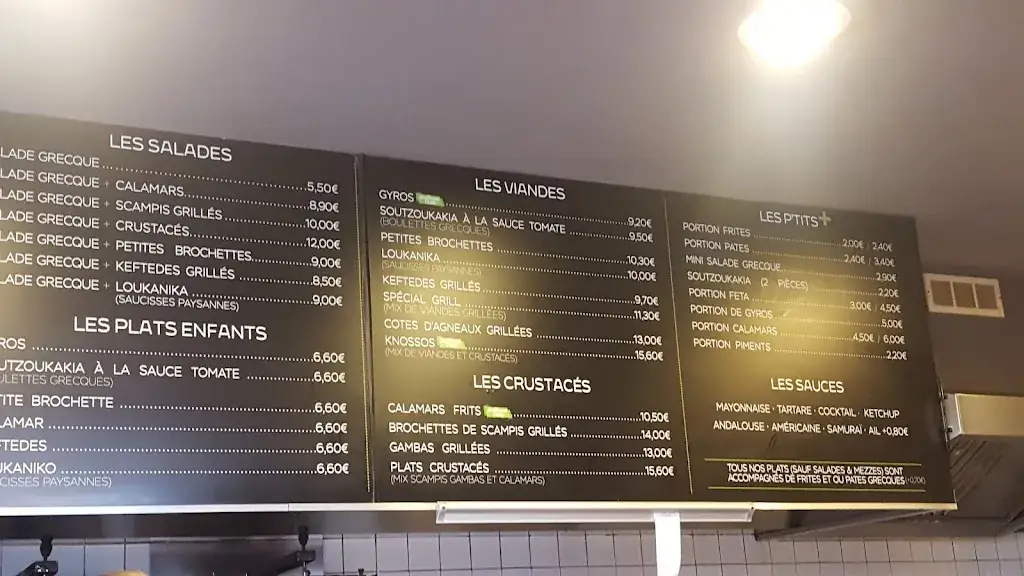 LES SALADES
LADE GRECQUE 5,50€
LADE GRECQUE + CALAMARS 8,90€
LADE GRECQUE + SCAMPIS GRILLÉS 10,00€
LADE GRECQUE + CRUSTACÉS 12,00€
LADE GRECQUE + PETITES BROCHETTES 9,00€
LADE GRECQUE + KEFTEDES GRILLÉS 8,50€
LADE GRECQUE + LOUKANIKA 9,00€
(SAUCISSES PAYSANNES)
LES PLATS ENFANTS
ROS 6,60€
UTZOUKAKIA À LA SAUCE TOMATE 6,60€
ULETTES GRECQUES)
TITE BROCHETTE 6,60€
LAMAR 6,60€
FTEDES 6,60€
UKANIKO 6,60€
CISSES PAYSANNES)
LES VIANDES
GYROS 9,20€
SOUTZOUKAKIA À LA SAUCE TOMATE 9,50€
(BOULETTES GRECQUES)
PETITES BROCHETTES 10,30€
LOUKANIKA 10,00€
(SAUCISSES PAYSANNES)
KEFTEDES GRILLÉS 9,70€
SPÉCIAL GRILL 11,30€
(MIX DE VIANDES GRILLÉES)
COTES D'AGNEAUX GRILLÉES 13,00€
KNOSSOS 15,60€
(MIX DE VIANDES ET CRUSTACÉS)
LES CRUSTACÉS
CALAMARS FRITS 10,50€
BROCHETTES DE SCAMPIS GRILLÉS 14,00€
GAMBAS GRILLÉES 13,00€
PLATS CRUSTACÉS 15,60€
(MIX SCAMPIS GAMBAS ET CALAMARS)
LES P'TITS+
PORTION FRITES 2,00€ / 2,40€
PORTION PATES 2,40€ / 3,40€
MINI SALADE GRECQUE 2,90€
SOUTZOUKAKIA (2 PIÈCES) 2,20€
PORTION FETA 3,00€ / 4,50€
PORTION DE GYROS 5,00€
PORTION CALAMARS 4,50€ / 6,00€
PORTION PIMENTS 2,20€
LES SAUCES
MAYONNAISE · TARTARE · COCKTAIL · KETCHUP
ANDALOUSE · AMÉRICAINE · SAMURAÏ · AIL +0,80€
TOUS NOS PLATS (SAUF SALADES & MEZZES) SONT
ACCOMPAGNÉS DE FRITES ET OU PATES GRECQUES (+0,70€)